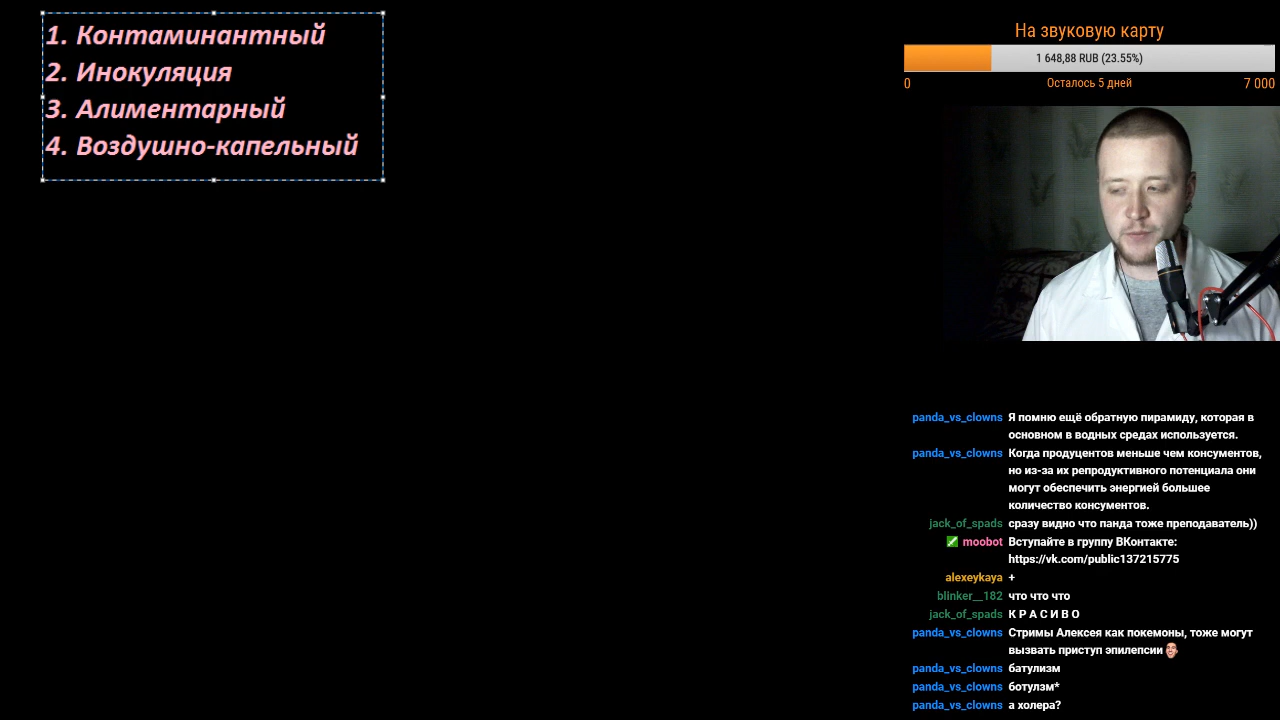 1. Контаминантный
2. Инокуляция
3. Алиментарный
4. Воздушно-капельный
На звуковую карту
1 648,88 RUB (23.55%)
0 Осталось 5 дней 7 000
panda_vs_clowns Я помню ещё обратную пирамиду, которая в
основном в водных средах используется.
panda_vs_clowns Когда продуцентов меньше чем консументов,
но из-за их репродуктивного потенциала они
могут обеспечить энергией большее
количество консументов.
jack_of_spads сразу видно что панда тоже преподаватель))
moobot Вступайте в группу ВКонтакте:
https://vk.com/public137215775
alexeykaya +
blinker__182 что что что
jack_of_spads К Р А С И В О
panda_vs_clowns Стримы Алексея как покемоны, тоже могут
вызвать приступ эпилепсии
panda_vs_clowns батулизм
panda_vs_clowns ботулзм*
panda_vs_clowns а холера?